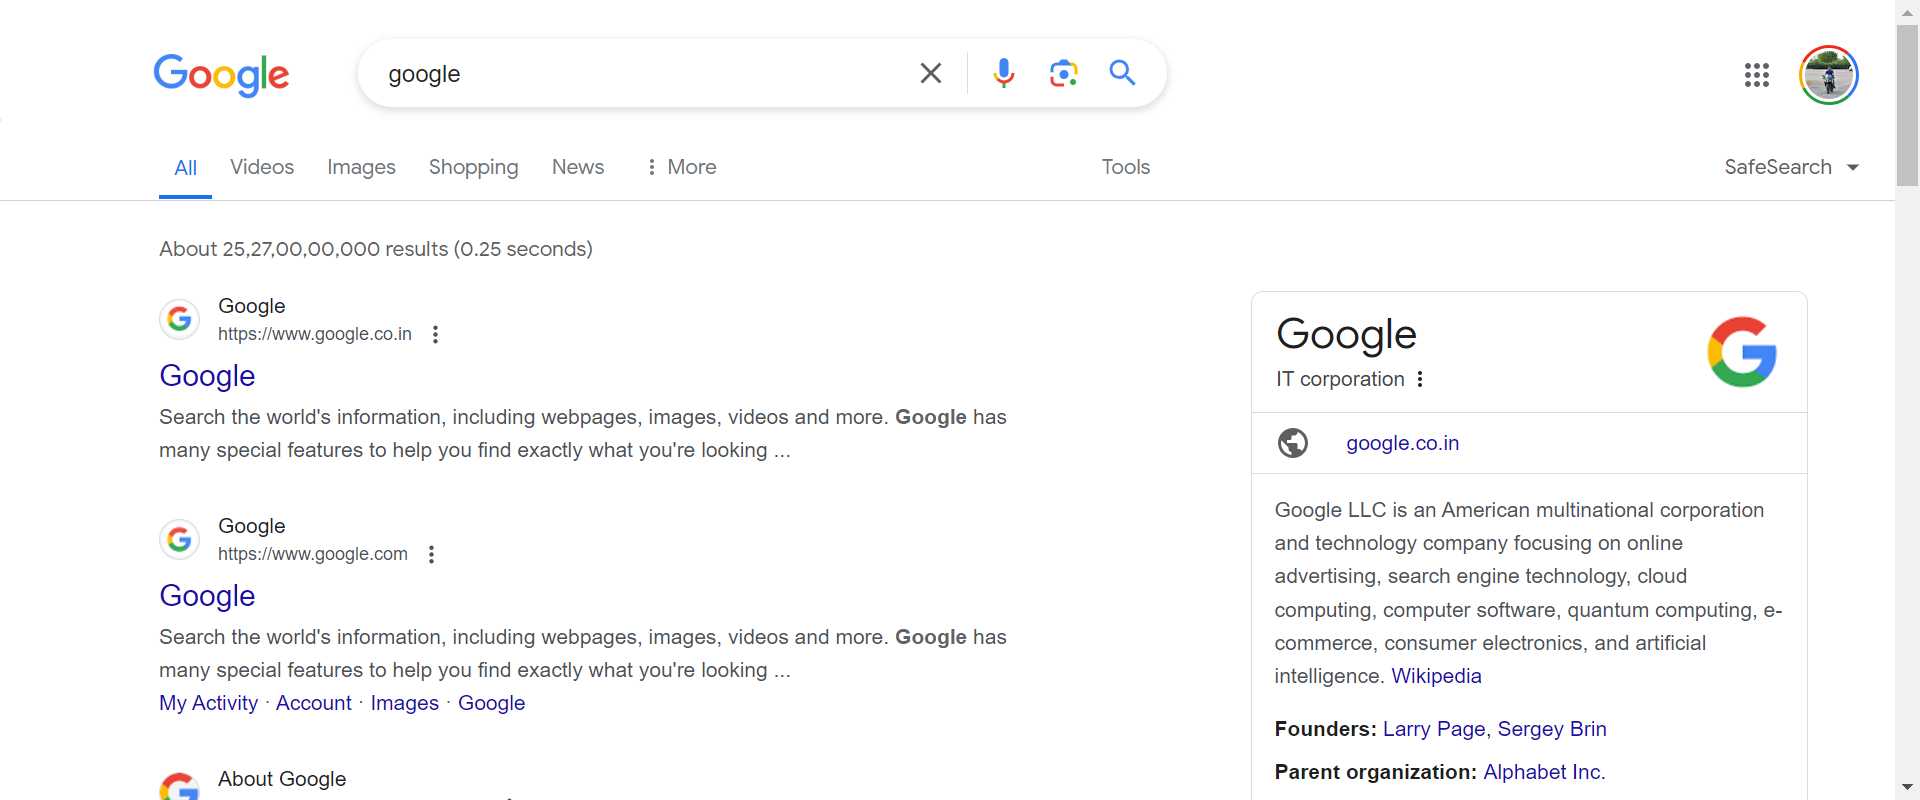 Google
google
All
Videos
Images
Shopping
News
More
Tools
SafeSearch
About 25,27,00,00,000 results (0.25 seconds)
Google
https://www.google.co.in
Google
Search the world's information, including webpages, images, videos and more. Google has
many special features to help you find exactly what you're looking ...
Google
https://www.google.com
Google
Search the world's information, including webpages, images, videos and more. Google has
many special features to help you find exactly what you're looking ...
My Activity · Account · Images · Google
About Google
Google
IT corporation
google.co.in
Google LLC is an American multinational corporation
and technology company focusing on online
advertising, search engine technology, cloud
computing, computer software, quantum computing, e-
commerce, consumer electronics, and artificial
intelligence. Wikipedia
Founders: Larry Page, Sergey Brin
Parent organization: Alphabet Inc.